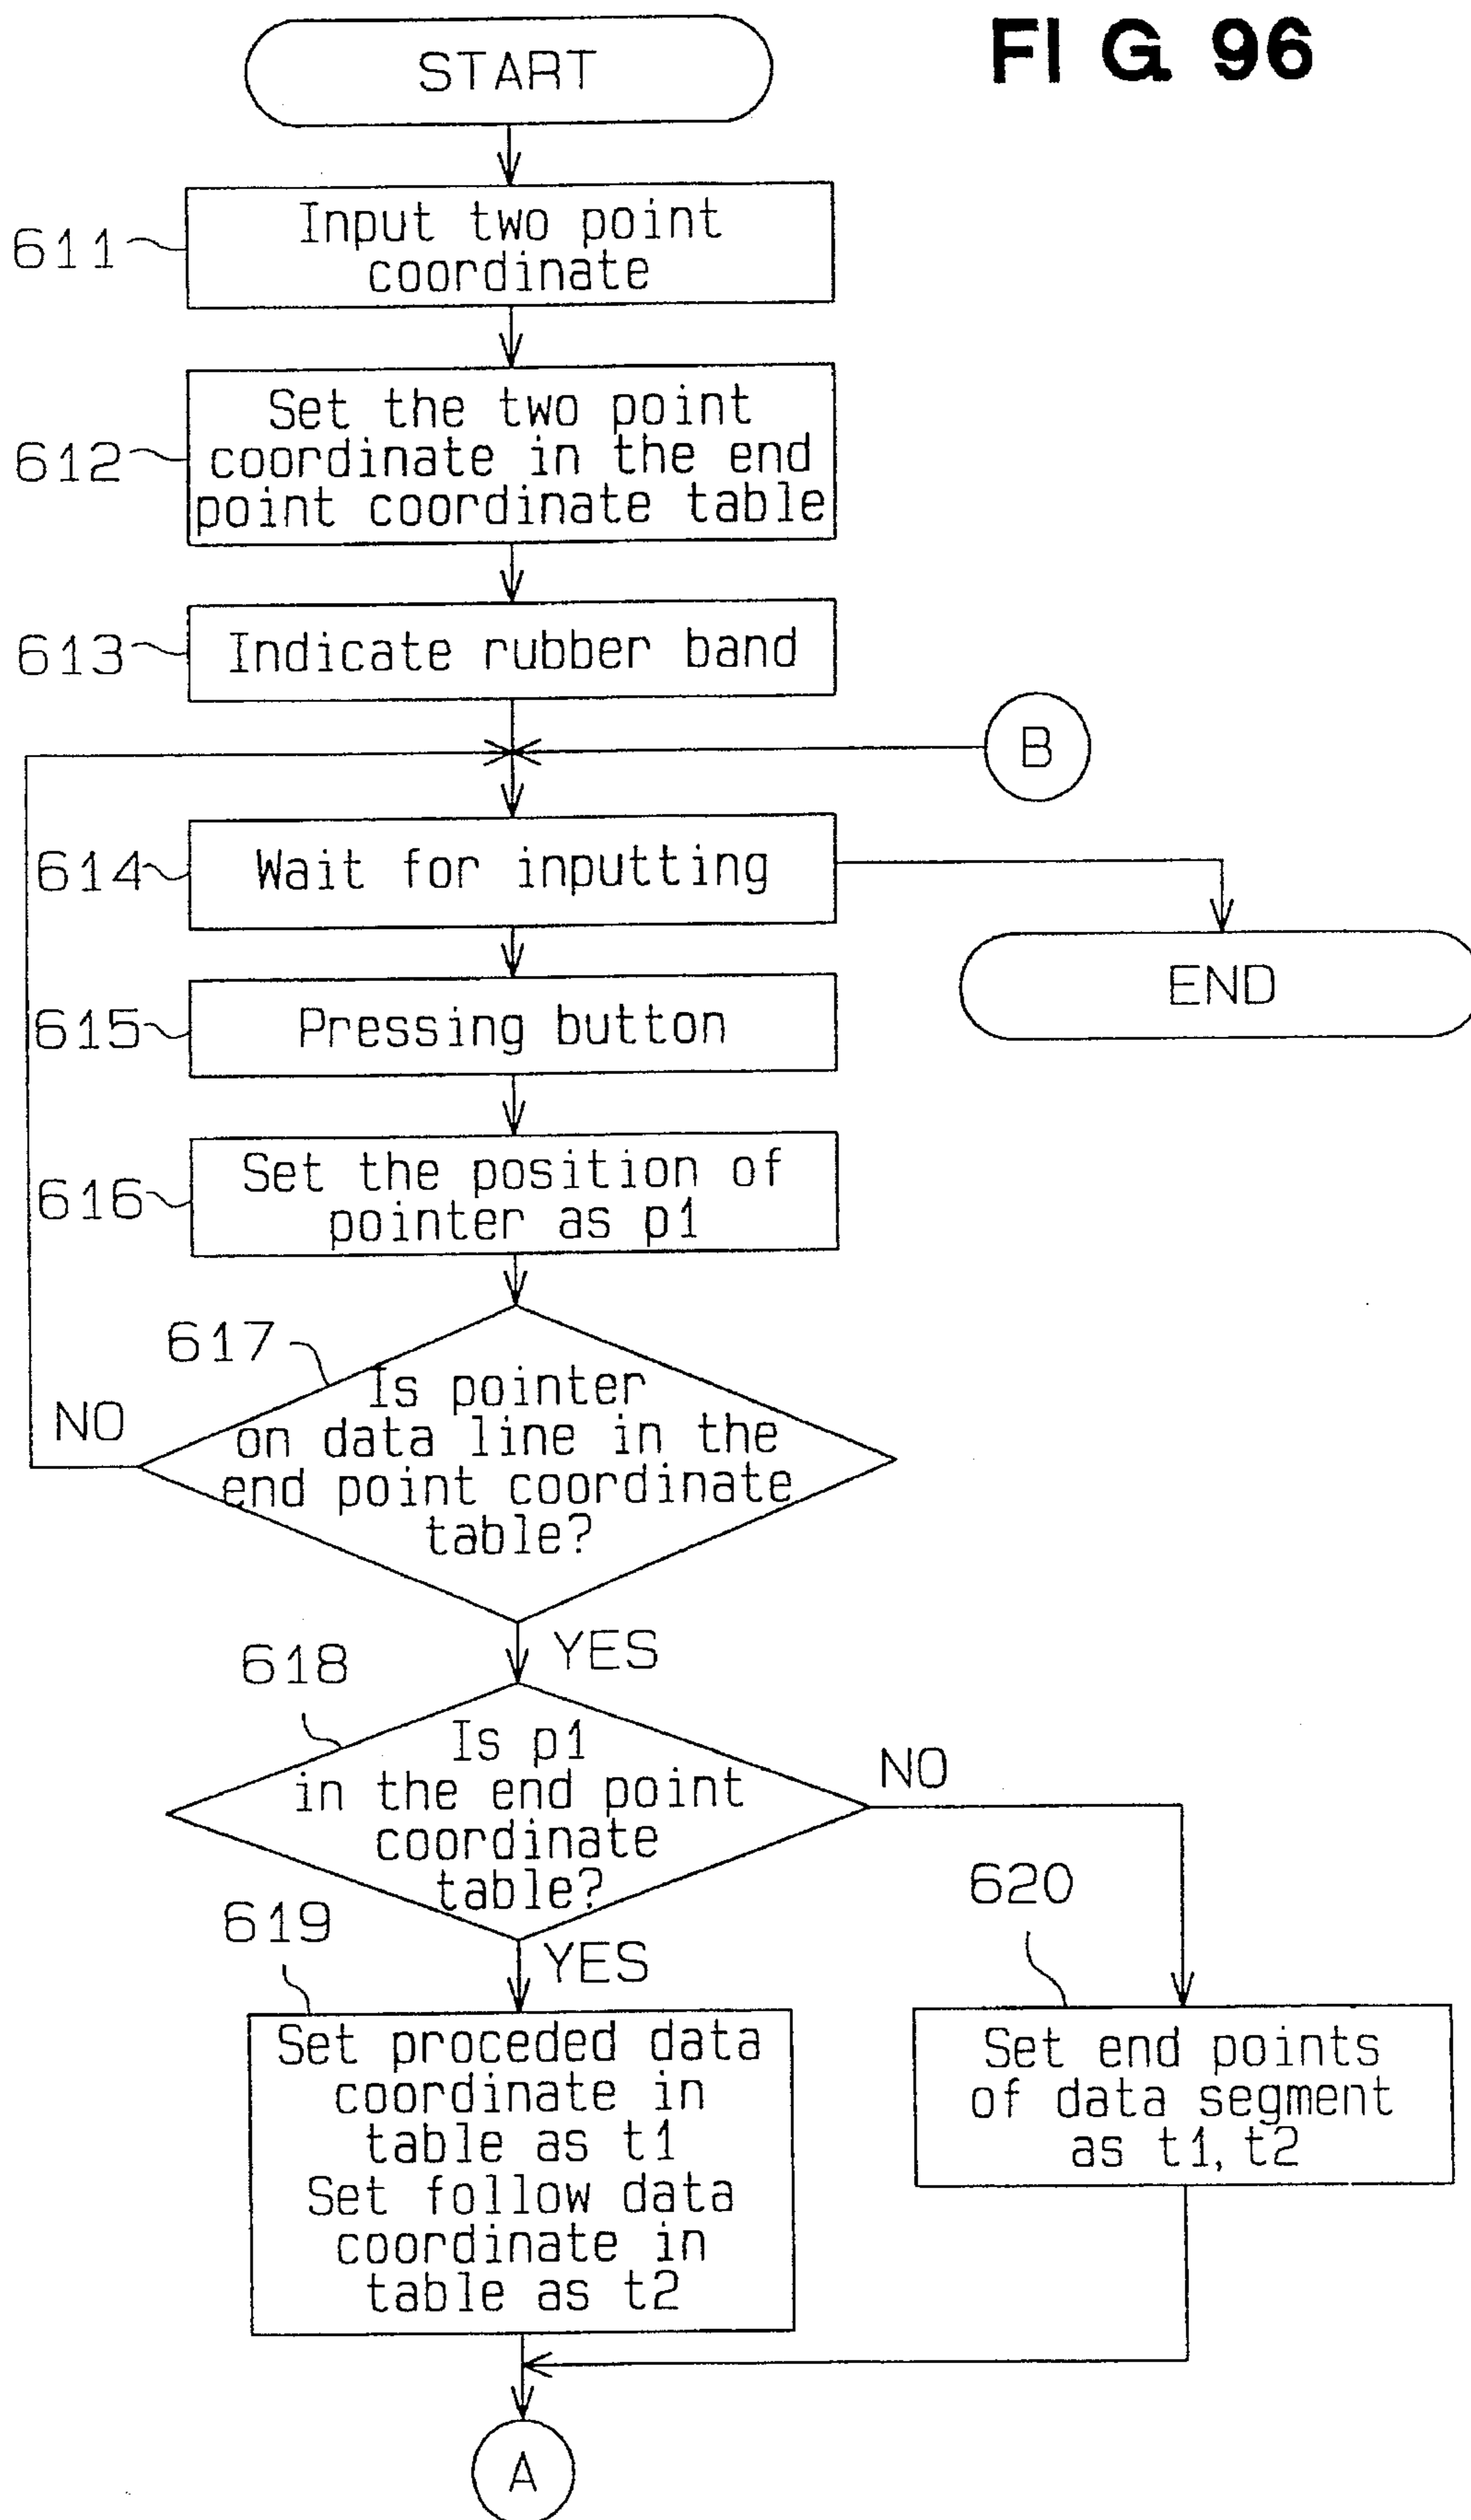 FIG 96
START
611
Input two point
coordinate
612
Set the two point
coordinate in the end
point coordinate table
613
Indicate rubber band
B
614
Wait for inputting
END
615
Pressing button
616
Set the position of
pointer as p1
617
NO
Is pointer
on data line in the
end point coordinate
table?
YES
618
Is p1
in the end point
coordinate
table?
NO
619
YES
620
Set proceded data
coordinate in
table as t1
Set follow data
coordinate in
table as t2
Set end points
of data segment
as t1, t2
A